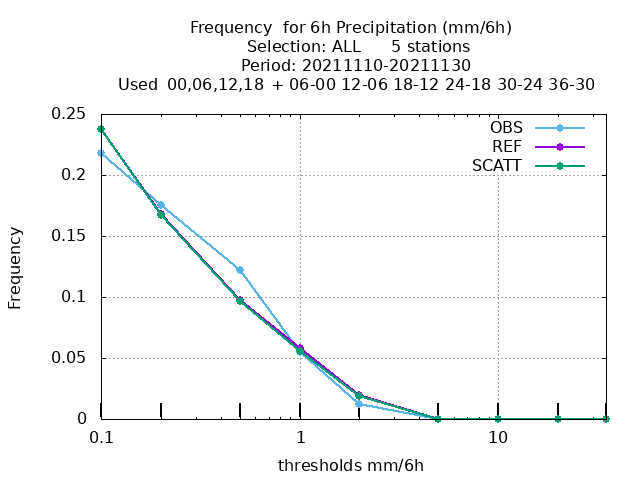 Frequency  for 6h Precipitation (mm/6h)
Selection: ALL      5 stations
Period: 20211110-20211130
Used  00,06,12,18  + 06-00 12-06 18-12 24-18 30-24 36-30
0.25
0.2
0.15
0.1
0.05
0
Frequency
OBS
REF
SCATT
0.1
1
10
thresholds mm/6h